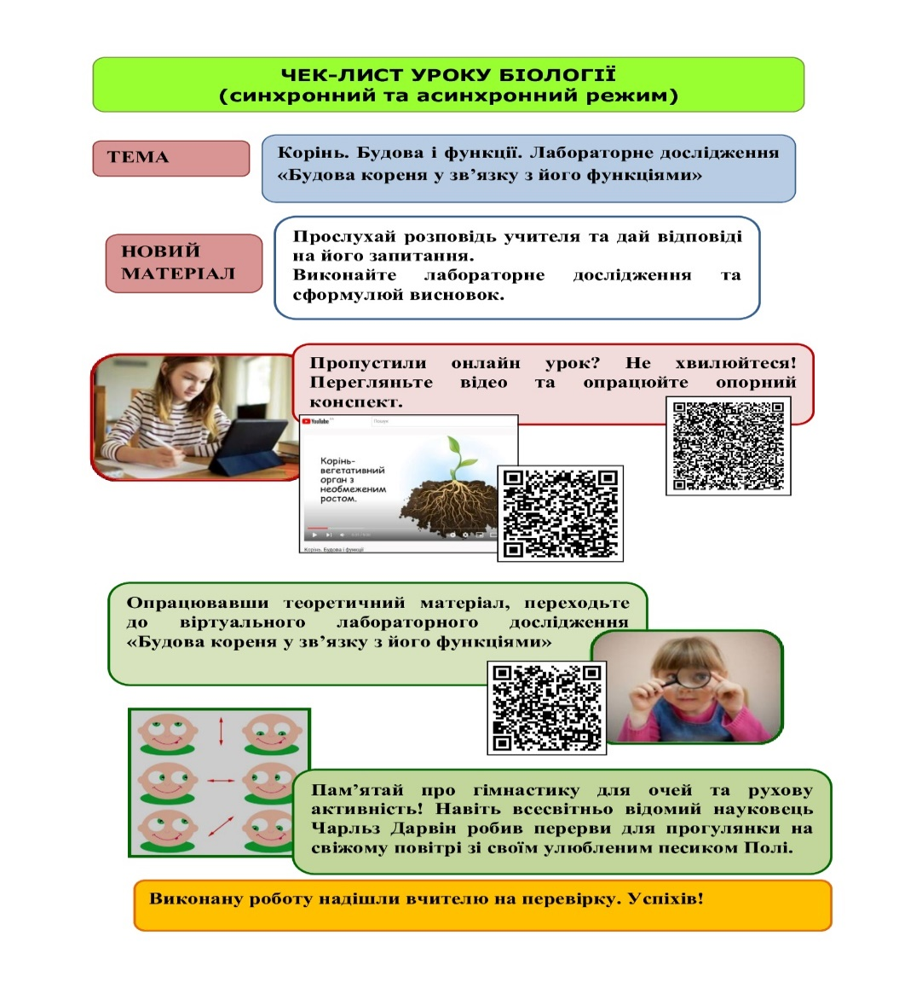 ЧЕК-ЛИСТ УРОКУ БІОЛОГІЇ
(синхронний та асинхронний режим)
ТЕМА
Корінь. Будова і функції. Лабораторне дослідження
«Будова кореня у зв’язку з його функціями»
НОВИЙ
МАТЕРІАЛ
Прослухай розповідь учителя та дай відповіді
на його запитання.
Виконайте лабораторне дослідження та
сформулюй висновок.
Пропустили онлайн урок? Не хвилюйтеся!
Перегляньте відео та опрацюйте опорний
конспект.
YouTube
Пошук
Корінь-
вегетативний
орган з
необмеженим
ростом.
Корінь. Будова і функції
Опрацювавши теоретичний матеріал, переходьте
до віртуального лабораторного дослідження
«Будова кореня у зв’язку з його функціями»
Пам’ятай про гімнастику для очей та рухову
активність! Навіть всесвітньо відомий науковець
Чарльз Дарвін робив перерви для прогулянки на
свіжому повітрі зі своїм улюбленим песиком Полі.
Виконану роботу надішли вчителю на перевірку. Успіхів!